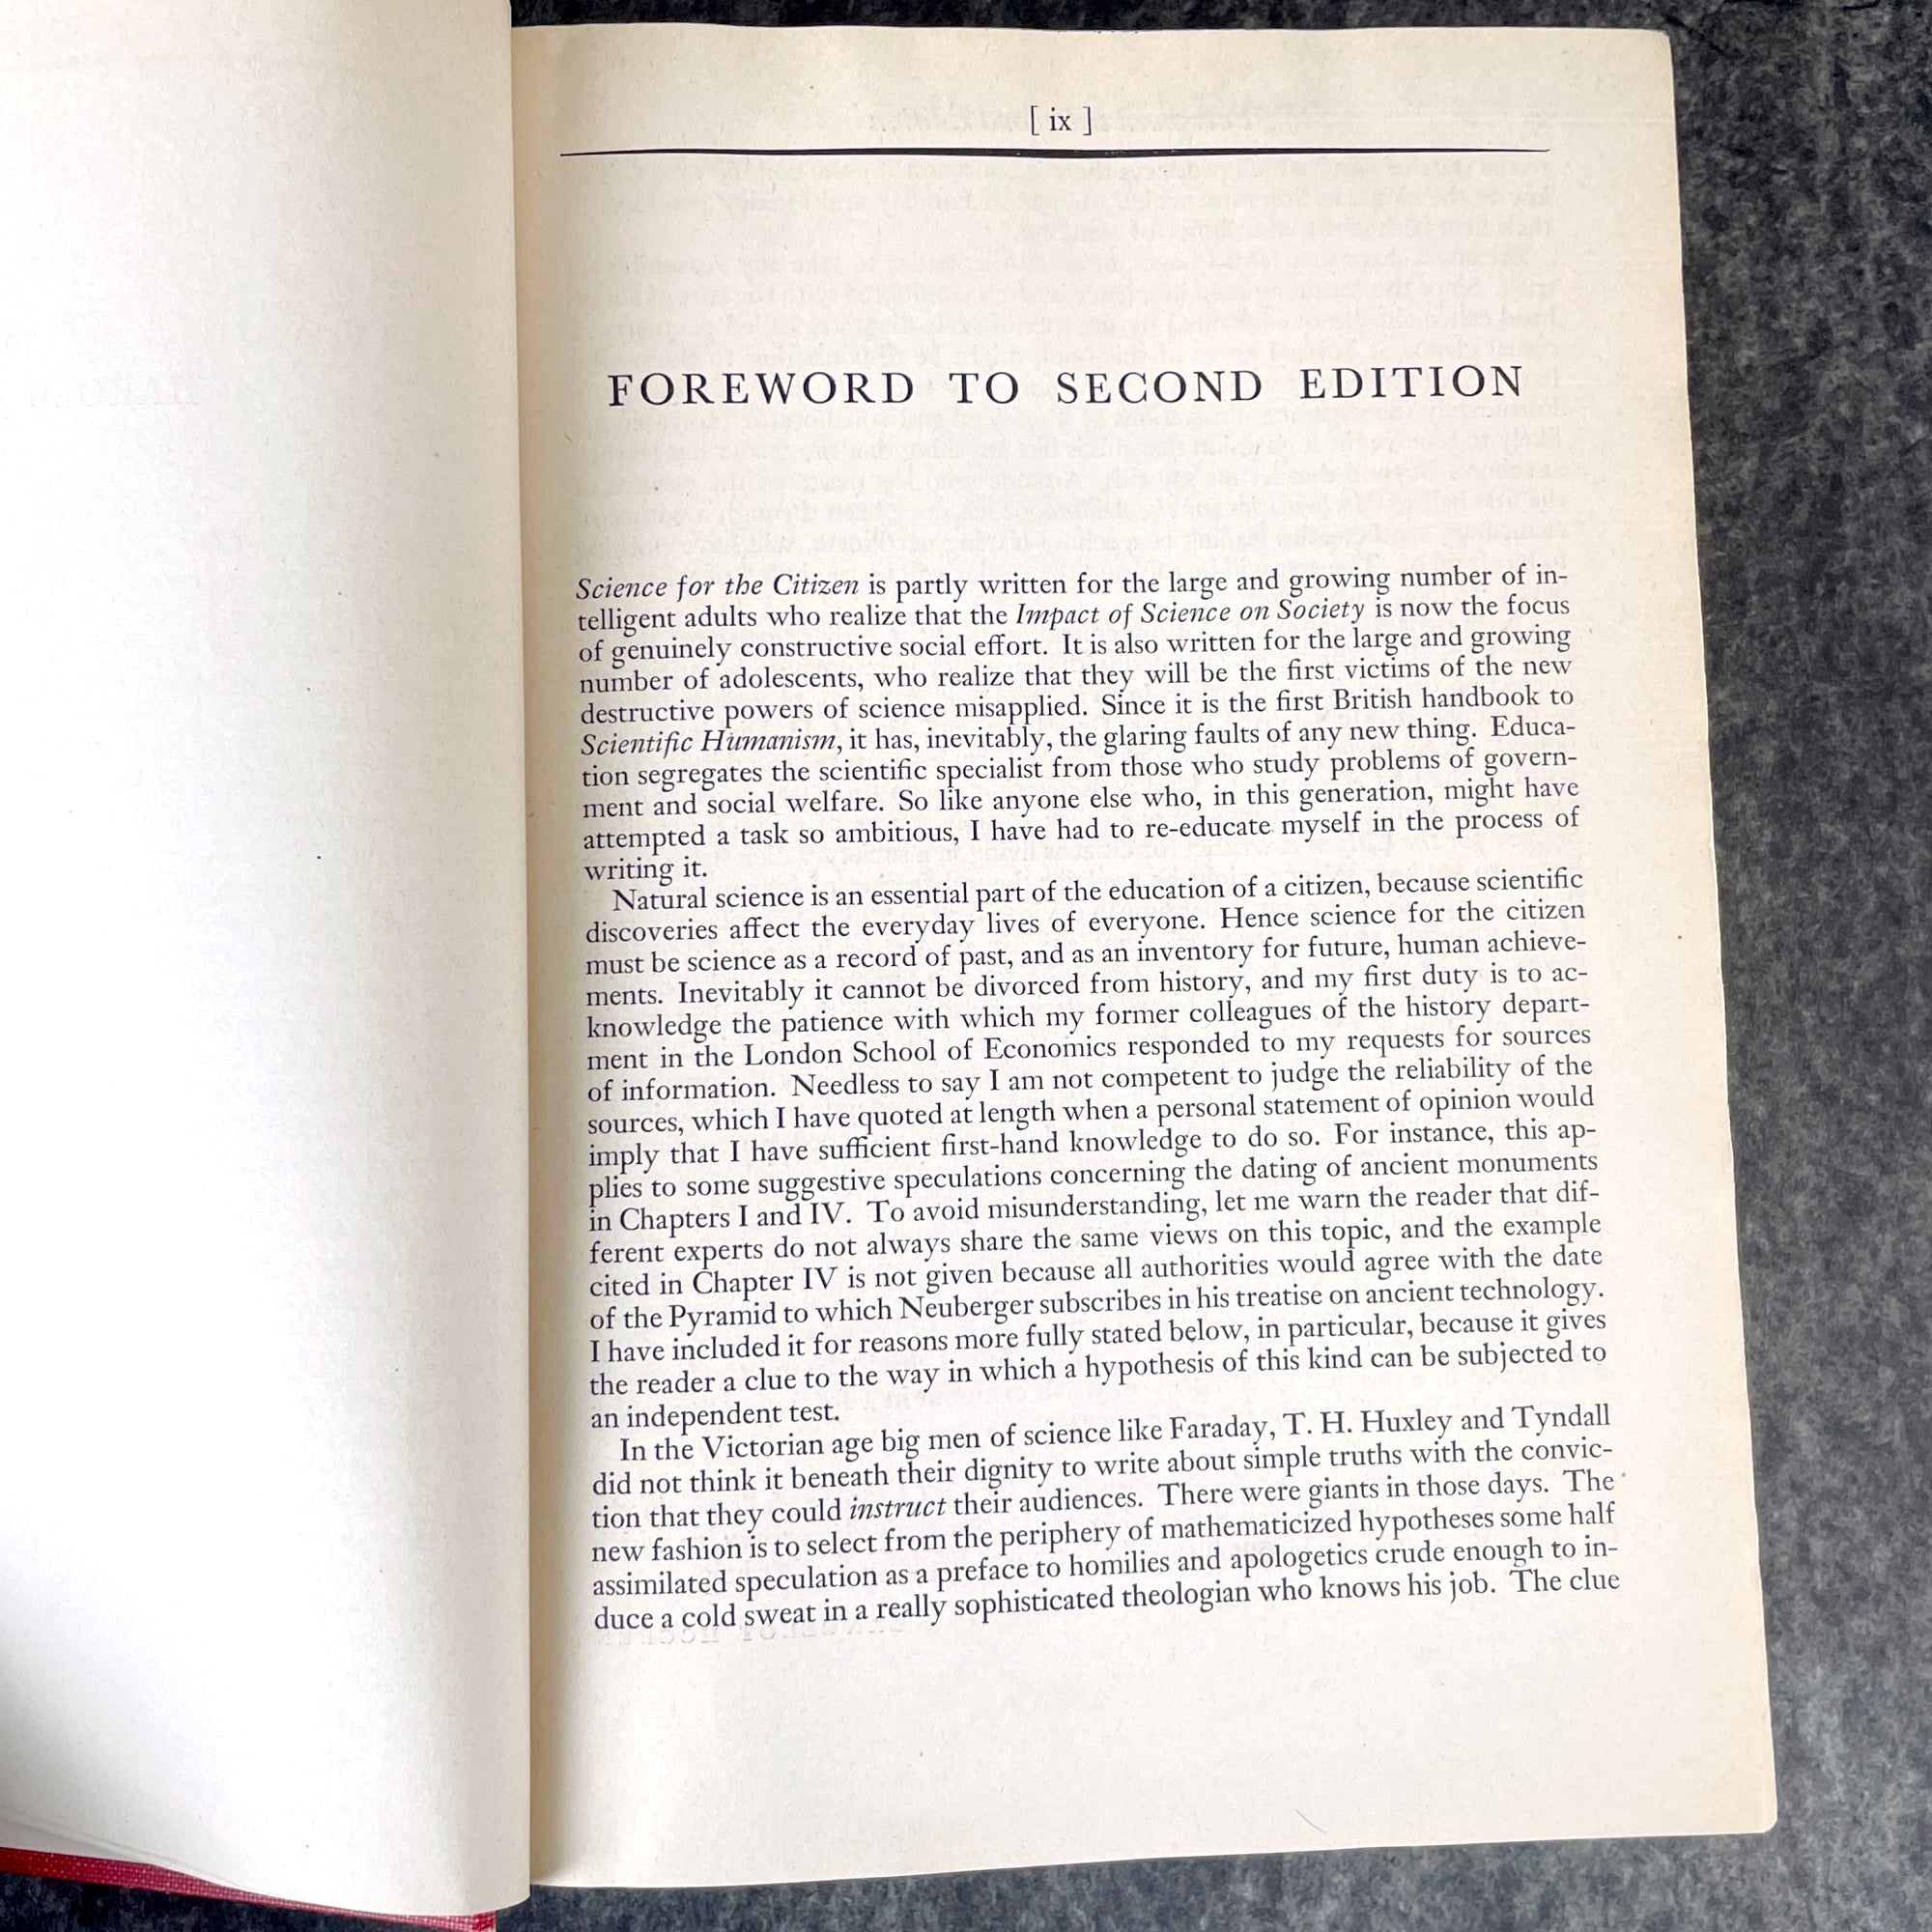 [ ix ]
FOREWORD TO SECOND EDITION
Science for the Citizen is partly written for the large and growing number of in-
telligent adults who realize that the Impact of Science on Society is now the focus
of genuinely constructive social effort. It is also written for the large and growing
number of adolescents, who realize that they will be the first victims of the new
destructive powers of science misapplied. Since it is the first British handbook to
Scientific Humanism, it has, inevitably, the glaring faults of any new thing. Educa-
tion segregates the scientific specialist from those who study problems of govern-
ment and social welfare. So like anyone else who, in this generation, might have
attempted a task so ambitious, I have had to re-educate myself in the process of
writing it.
Natural science is an essential part of the education of a citizen, because scientific
discoveries affect the everyday lives of everyone. Hence science for the citizen
must be science as a record of past, and as an inventory for future, human achieve-
ments. Inevitably it cannot be divorced from history, and my first duty is to ac-
knowledge the patience with which my former colleagues of the history depart-
ment in the London School of Economics responded to my requests for sources
of information. Needless to say I am not competent to judge the reliability of the
sources, which I have quoted at length when a personal statement of opinion would
imply that I have sufficient first-hand knowledge to do so. For instance, this ap-
plies to some suggestive speculations concerning the dating of ancient monuments
in Chapters I and IV. To avoid misunderstanding, let me warn the reader that dif-
ferent experts do not always share the same views on this topic, and the example
cited in Chapter IV is not given because all authorities would agree with the date
of the Pyramid to which Neuberger subscribes in his treatise on ancient technology.
I have included it for reasons more fully stated below, in particular, because it gives
the reader a clue to the way in which a hypothesis of this kind can be subjected to
an independent test.
In the Victorian age big men of science like Faraday, T. H. Huxley and Tyndall
did not think it beneath their dignity to write about simple truths with the convic-
tion that they could instruct their audiences. There were giants in those days. The
new fashion is to select from the periphery of mathematicized hypotheses some half
assimilated speculation as a preface to homilies and apologetics crude enough to in-
duce a cold sweat in a really sophisticated theologian who knows his job. The clue